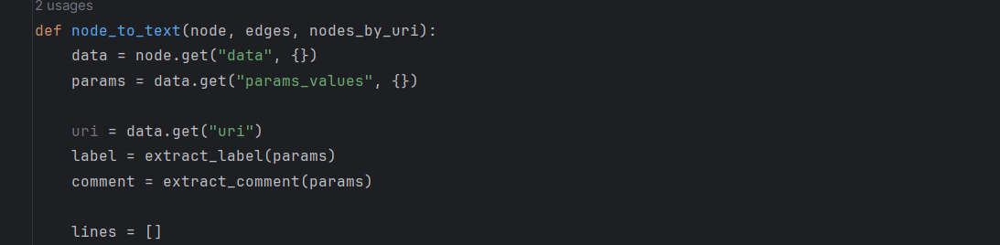 2 usages
def node_to_text(node, edges, nodes_by_uri):
    data = node.get("data", {})
    params = data.get("params_values", {})
    uri = data.get("uri")
    label = extract_label(params)
    comment = extract_comment(params)
    lines = []